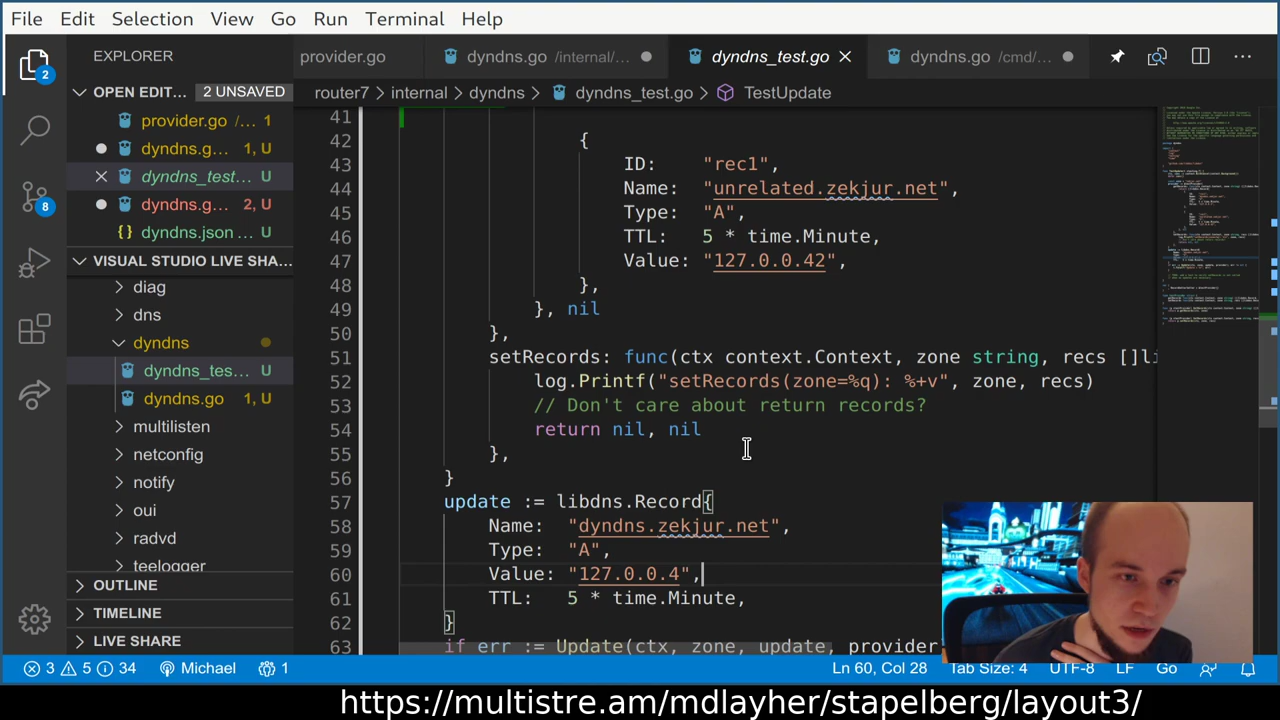 File Edit Selection View Go Run Terminal Help
EXPLORER
provider.go
dyndns.go /internal/...
dyndns_test.go
dyndns.go /cmd/...
OPEN EDIT... 2 UNSAVED
router7 > internal > dyndns > dyndns_test.go > TestUpdate
2
provider.go /... 1
dyndns.g... 1, U
dyndns_test... U
dyndns.g... 2, U
dyndns.json ... U
8
VISUAL STUDIO LIVE SHA...
diag
dns
dyndns
dyndns_tes... U
dyndns.go 1, U
multilisten
netconfig
notify
oui
radvd
teelogger
OUTLINE
TIMELINE
LIVE SHARE
41
42 {
43 ID: "rec1",
44 Name: "unrelated.zekjur.net",
45 Type: "A",
46 TTL: 5 * time.Minute,
47 Value: "127.0.0.42",
48 },
49 }, nil
50 },
51 setRecords: func(ctx context.Context, zone string, recs []li
52 log.Printf("setRecords(zone=%q): %+v", zone, recs)
53 // Don't care about return records?
54 return nil, nil
55 },
56 }
57 update := libdns.Record{
58 Name: "dyndns.zekjur.net",
59 Type: "A",
60 Value: "127.0.0.4",
61 TTL: 5 * time.Minute,
62 }
63 if err := Update(ctx, zone, update, provider
3 5 34 Michael 1 Ln 60, Col 28 Tab Size: 4 UTF-8 LF Go
https://multistre.am/mdlayher/stapelberg/layout3/